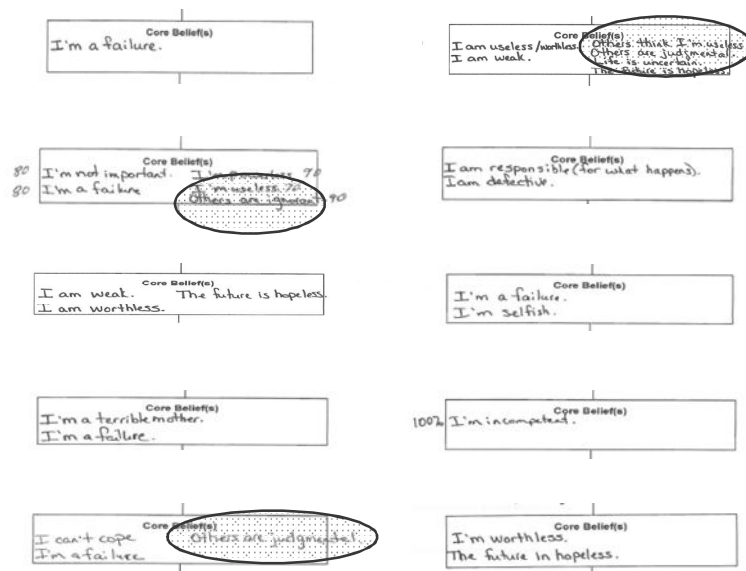 Core Belief(s)
I'm a failure.
Core Belief(s)
I am useless/worthless. Others think I'm useless
I am weak. Others are judgmental.
Life is uncertain.
The future is hopeless.
Core Belief(s)
80 I'm not important. I'm 90
80 I'm a failure I'm useless 70
Others are ignorant 90
Core Belief(s)
I am responsible (for what happens).
I am defective.
Core Belief(s)
I am weak. The future is hopeless.
I am worthless.
Core Belief(s)
I'm a failure.
I'm selfish.
Core Belief(s)
I'm a terrible mother.
I'm a failure.
Core Belief(s)
100% I'm incompetent.
Core Belief(s)
I can't cope Others are judgmental.
I'm a failure
Core Belief(s)
I'm worthless.
The future in hopeless.